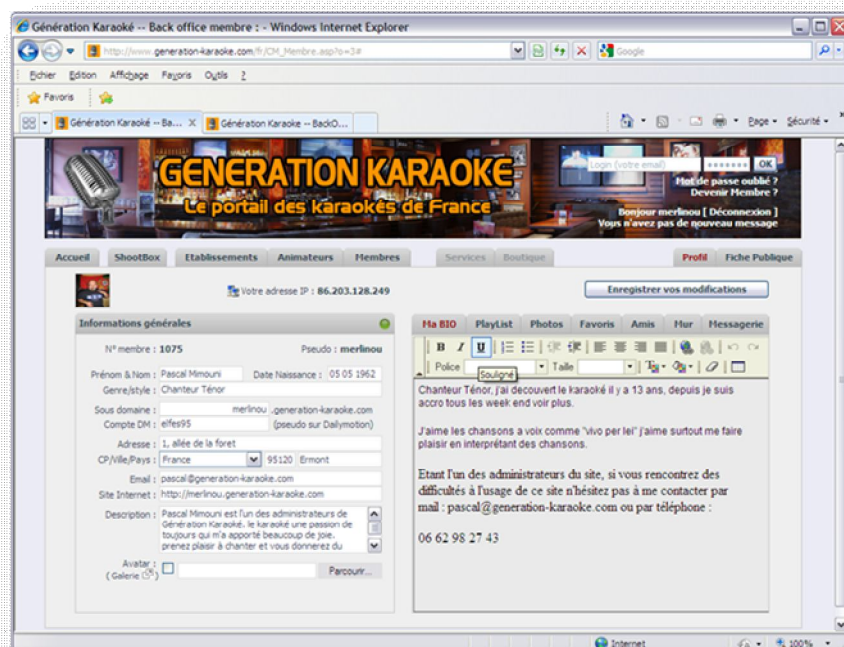 Génération Karaoké -- Back office membre : - Windows Internet Explorer
http://www.generation-karaoke.com/fr/CM_Membre.asp?o=3#
Google
Fichier Edition Affichage Favoris Outils ?
Favoris
Génération Karaoké -- Ba... X Génération Karaoke -- BackO...
Page Sécurité
GENERATION KARAOKE
Le portail des karaokés de France
Login (votre email) ******* OK
Mot de passe oublié ?
Devenir Membre ?
Bonjour merlinou [ Déconnexion ]
Vous n'avez pas de nouveau message
Accueil ShootBox Etablissements Animateurs Membres Services Boutique Profil Fiche Publique
Votre adresse IP : 86.203.128.249
Enregistrer vos modifications
Informations générales
N° membre : 1075 Pseudo : merlinou
Prénom & Nom : Pascal Mimouni Date Naissance : 05 05 1962
Genre/style : Chanteur Ténor
Sous domaine : merlinou .generation-karaoke.com
Compte DM : elfes95 (pseudo sur Dailymotion)
Adresse : 1, allée de la foret
CP/Ville/Pays : France 95120 Ermont
Email : pascal@generation-karaoke.com
Site Internet : http://merlinou.generation-karaoke.com
Description : Pascal Mimouni est l'un des administrateurs de
Génération Karaoké. le karaoké une passion de
toujours qui m'a apporté beaucoup de joie.
prenez plaisir à chanter et vous donnerez du
Avatar :
( Galerie )
Parcourir...
Ma BIO PlayList Photos Favoris Amis Mur Messagerie
B I U
Police Taille
Souligné
Chanteur Ténor, j'ai decouvert le karaoké il y a 13 ans, depuis je suis
accro tous les week end voir plus.
J'aime les chansons a voix comme "vivo per lei" j'aime surtout me faire
plaisir en interprétant des chansons.
Etant l'un des administrateurs du site, si vous rencontrez des
difficultés à l'usage de ce site n'hésitez pas à me contacter par
mail : pascal@generation-karaoke.com ou par téléphone :
06 62 98 27 43
Internet
100%